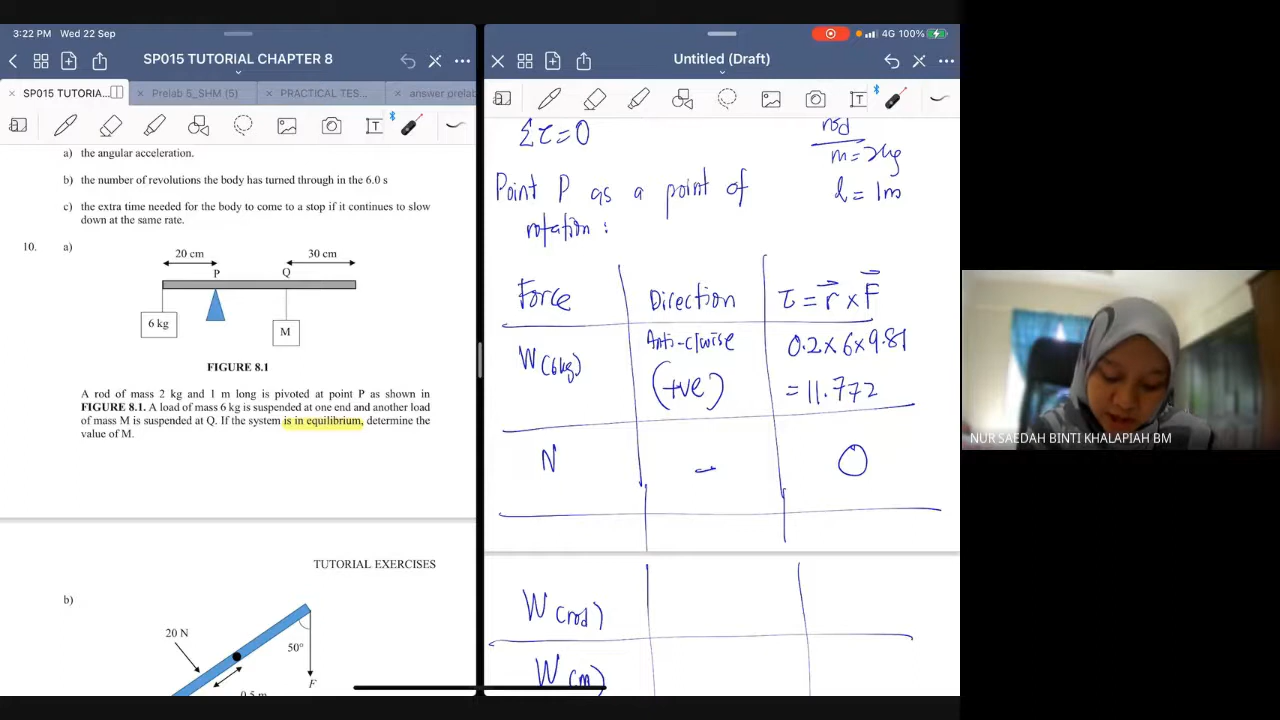 3:22 PM Wed 22 Sep
SP015 TUTORIAL CHAPTER 8
SP015 TUTORIA...
Prelab 5_SHM (5)
PRACTICAL TES...
answer prelab
a) the angular acceleration.
b) the number of revolutions the body has turned through in the 6.0 s
c) the extra time needed for the body to come to a stop if it continues to slow
down at the same rate.
10. a)
20 cm
30 cm
P
Q
6 kg
M
FIGURE 8.1
A rod of mass 2 kg and 1 m long is pivoted at point P as shown in
FIGURE 8.1. A load of mass 6 kg is suspended at one end and another load
of mass M is suspended at Q. If the system is in equilibrium, determine the
value of M.
TUTORIAL EXERCISES
b)
20 N
50°
F
0.5 m
4G 100%
Untitled (Draft)
Στ = 0
rod
m = 2kg
l = 1m
Point P as a point of
rotation :
Force Direction τ = r⃗ x F⃗
W(6kg) Anti-c/wise 0.2 x 6 x 9.81
(+ve) = 11.772
N - 0
W(rod)
W(m)
NUR SAEDAH BINTI KHALAPIAH BM